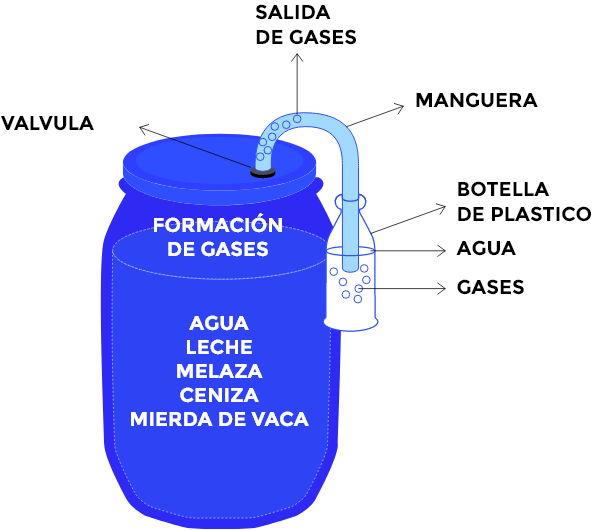 SALIDA
DE GASES
MANGUERA
VALVULA
BOTELLA
DE PLASTICO
FORMACIÓN
DE GASES
AGUA
GASES
AGUA
LECHE
MELAZA
CENIZA
MIERDA DE VACA